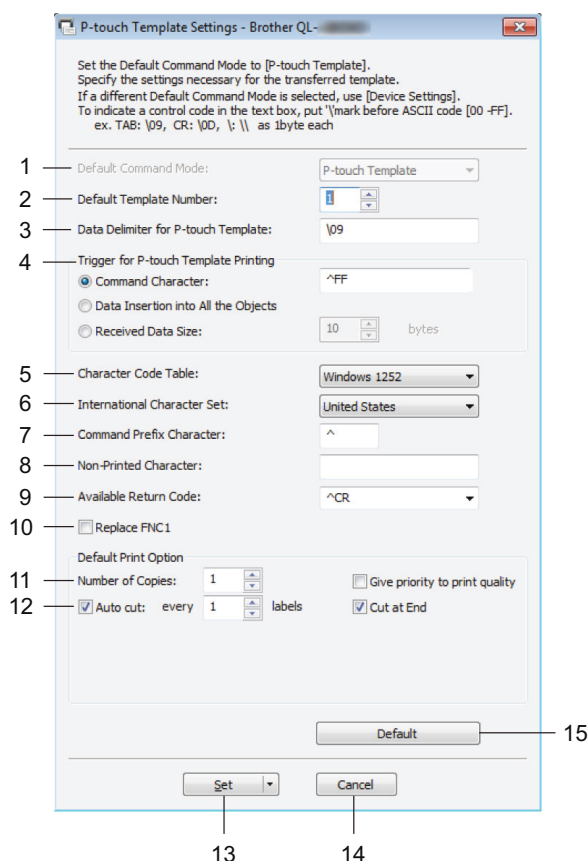 P-touch Template Settings - Brother QL-
Set the Default Command Mode to [P-touch Template].
Specify the settings necessary for the transferred template.
If a different Default Command Mode is selected, use [Device Settings].
To indicate a control code in the text box, put '\'mark before ASCII code [00 -FF].
ex. TAB: \09, CR: \0D, \: \\ as 1byte each
1 Default Command Mode: P-touch Template
2 Default Template Number: 1
3 Data Delimiter for P-touch Template: \09
4 Trigger for P-touch Template Printing
Command Character: ^FF
Data Insertion into All the Objects
Received Data Size: 10 bytes
5 Character Code Table: Windows 1252
6 International Character Set: United States
7 Command Prefix Character: ^
8 Non-Printed Character:
9 Available Return Code: ^CR
10 Replace FNC1
Default Print Option
11 Number of Copies: 1 Give priority to print quality
12 Auto cut: every 1 labels Cut at End
Default 15
Set Cancel
13 14